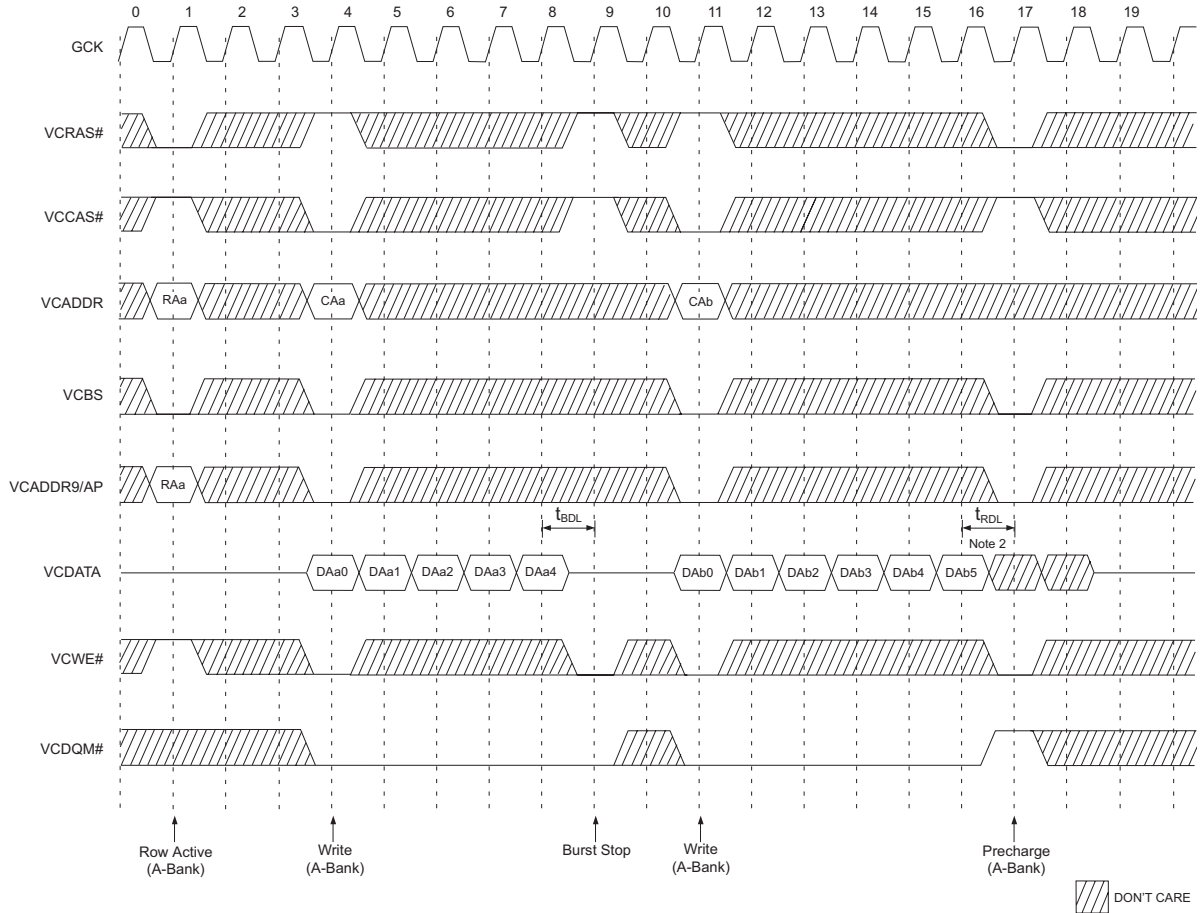 0 1 2 3 4 5 6 7 8 9 10 11 12 13 14 15 16 17 18 19
GCK
VCRAS#
VCCAS#
VCADDR RAa CAa CAb
VCBS
VCADDR9/AP RAa
tBDL tRDL
Note 2
VCDATA DAa0 DAa1 DAa2 DAa3 DAa4 DAb0 DAb1 DAb2 DAb3 DAb4 DAb5
VCWE#
VCDQM#
Row Active Write Burst Stop Write Precharge
(A-Bank) (A-Bank) (A-Bank) (A-Bank)
DON'T CARE